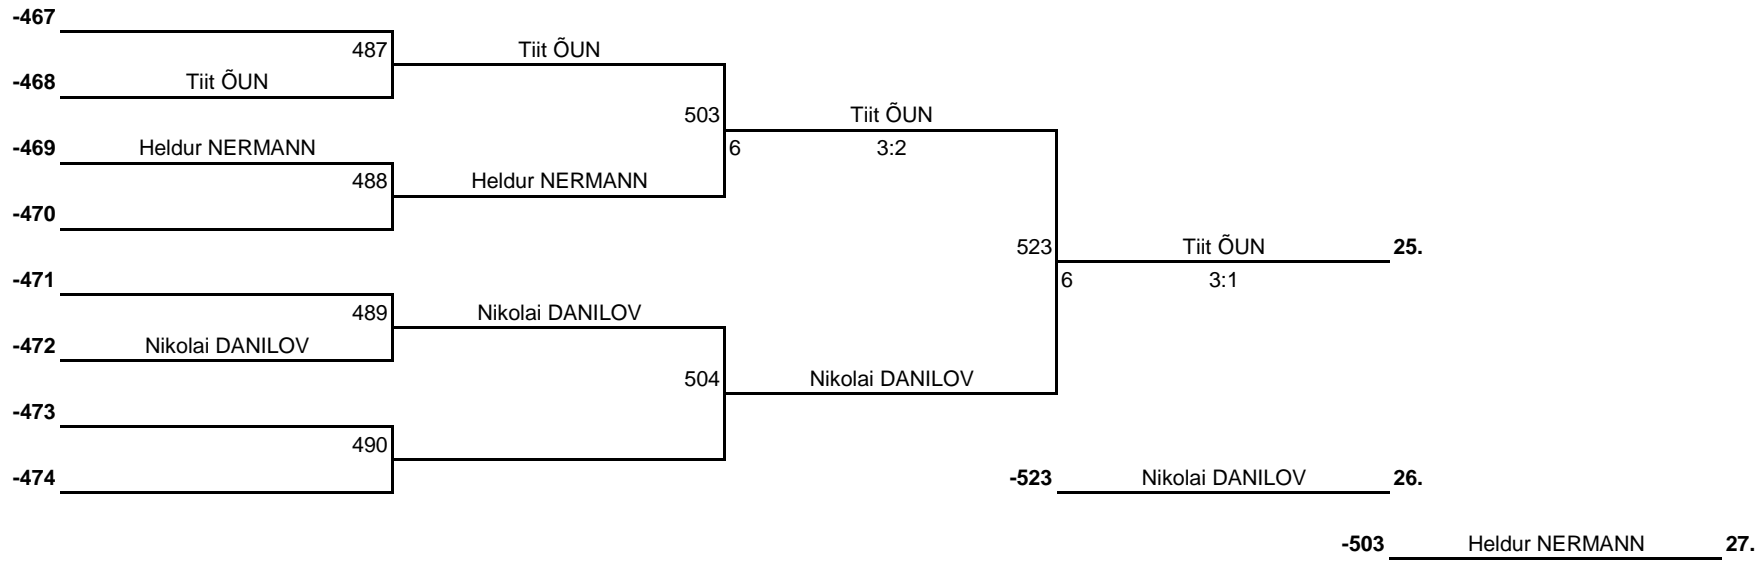 -467
487 Tiit ÕUN
-468 Tiit ÕUN
503 Tiit ÕUN
-469 Heldur NERMANN 6 3:2
488 Heldur NERMANN
-470
523 Tiit ÕUN 25.
-471 6 3:1
489 Nikolai DANILOV
-472 Nikolai DANILOV
504 Nikolai DANILOV
-473
490
-474 -523 Nikolai DANILOV 26.
-503 Heldur NERMANN 27.